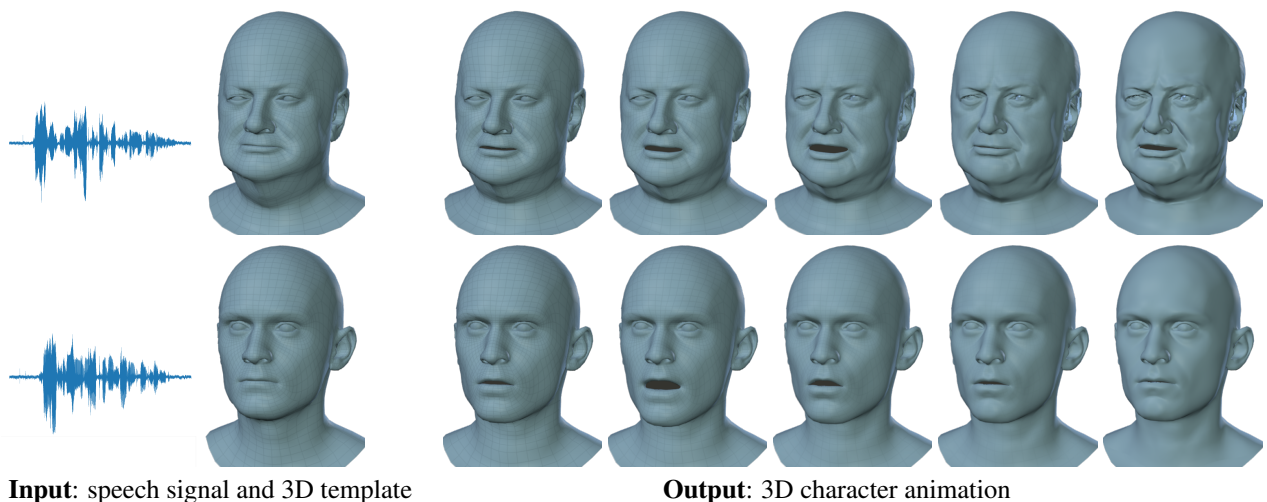 Input: speech signal and 3D template
Output: 3D character animation